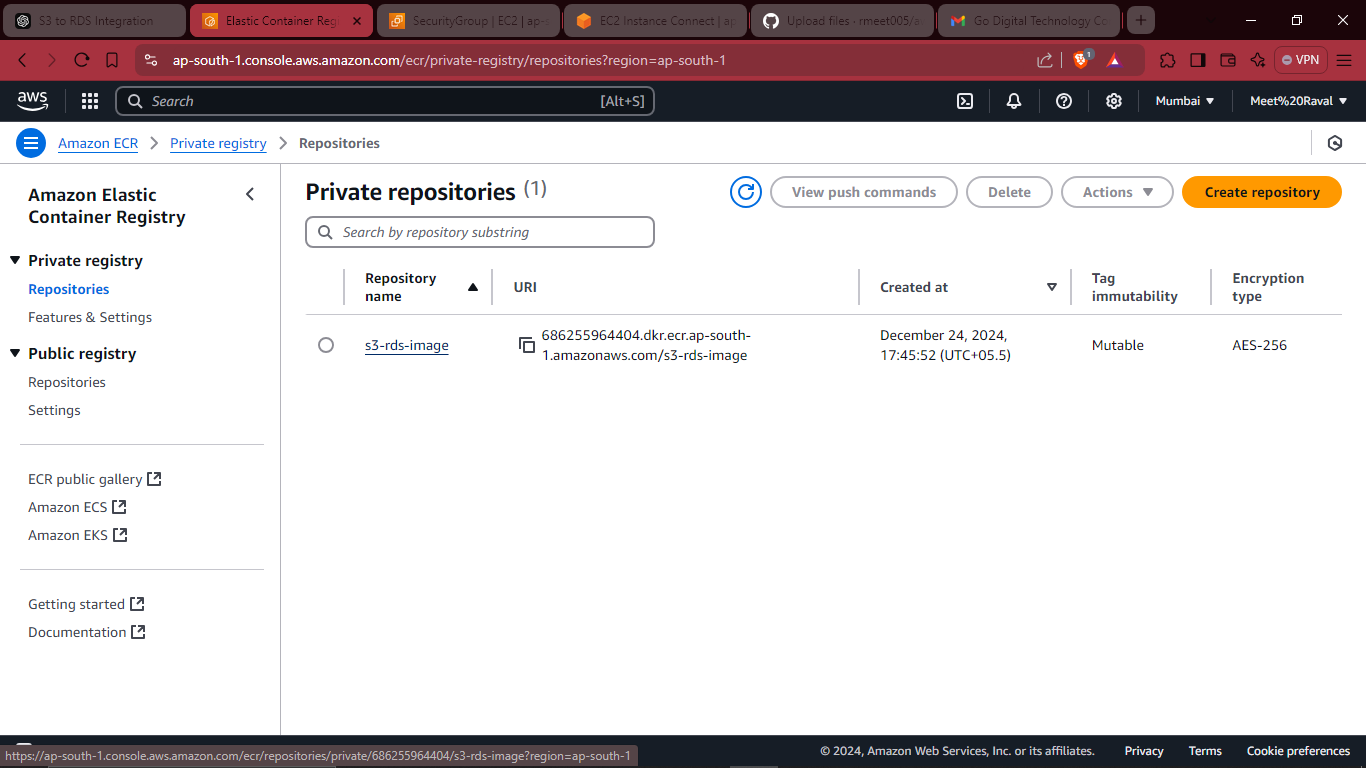 S3 to RDS Integration
Elastic Container Reg
SecurityGroup | EC2 | ap-s
EC2 Instance Connect | ap
Upload files · rmeet005/d
Go Digital Technology Co
ap-south-1.console.aws.amazon.com/ecr/private-registry/repositories?region=ap-south-1
1
VPN
aws
Search
[Alt+S]
Mumbai
Meet%20Raval
Amazon ECR
Private registry
Repositories
Amazon Elastic
Container Registry
Private registry
Repositories
Features & Settings
Public registry
Repositories
Settings
ECR public gallery
Amazon ECS
Amazon EKS
Getting started
Documentation
Private repositories (1)
View push commands
Delete
Actions
Create repository
Search by repository substring
Repository
name
URI
Created at
Tag
immutability
Encryption
type
s3-rds-image
686255964404.dkr.ecr.ap-south-
1.amazonaws.com/s3-rds-image
December 24, 2024,
17:45:52 (UTC+05.5)
Mutable
AES-256
https://ap-south-1.console.aws.amazon.com/ecr/repositories/private/686255964404/s3-rds-image?region=ap-south-1
© 2024, Amazon Web Services, Inc. or its affiliates.
Privacy
Terms
Cookie preferences